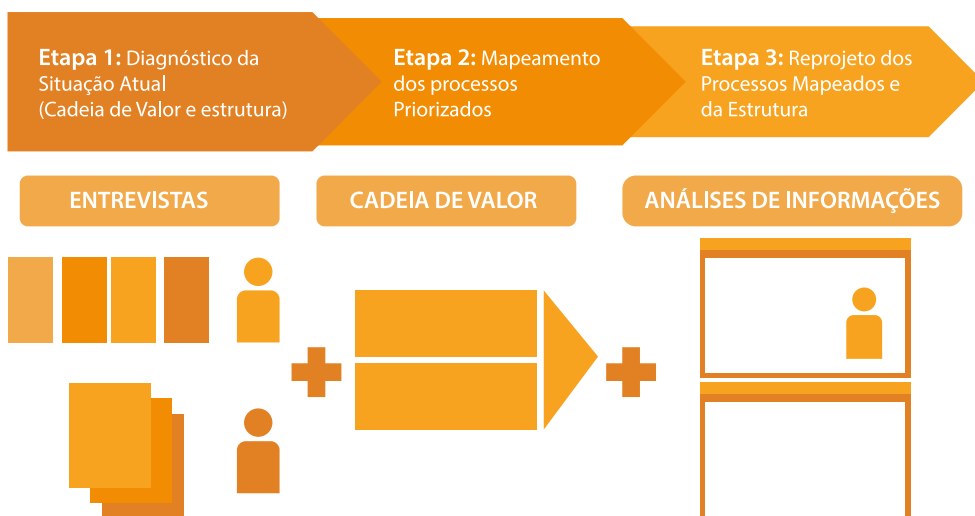 Etapa 1: Diagnóstico da
Situação Atual
(Cadeia de Valor e estrutura)
Etapa 2: Mapeamento
dos processos
Priorizados
Etapa 3: Reprojeto dos
Processos Mapeados e
da Estrutura
ENTREVISTAS
CADEIA DE VALOR
ANÁLISES DE INFORMAÇÕES